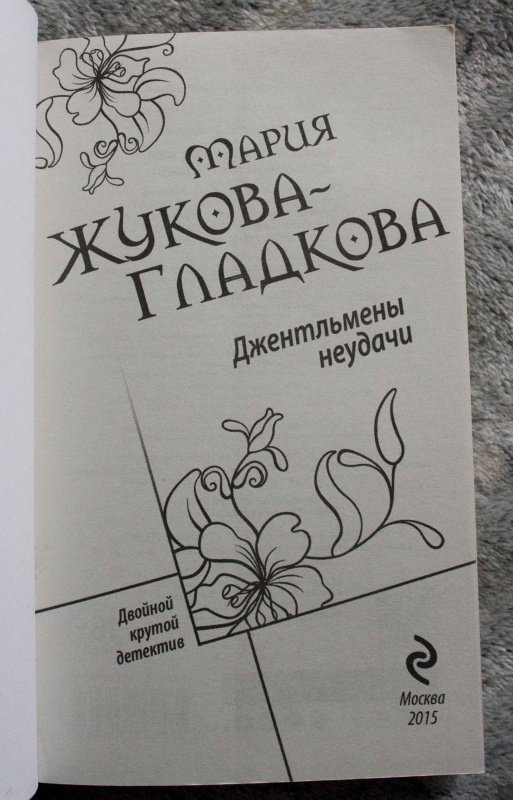 МАРИЯ
ЖУКОВА~
ГЛАДКОВА
Джентльмены
неудачи
Двойной
крутой
детектив
Москва
2015